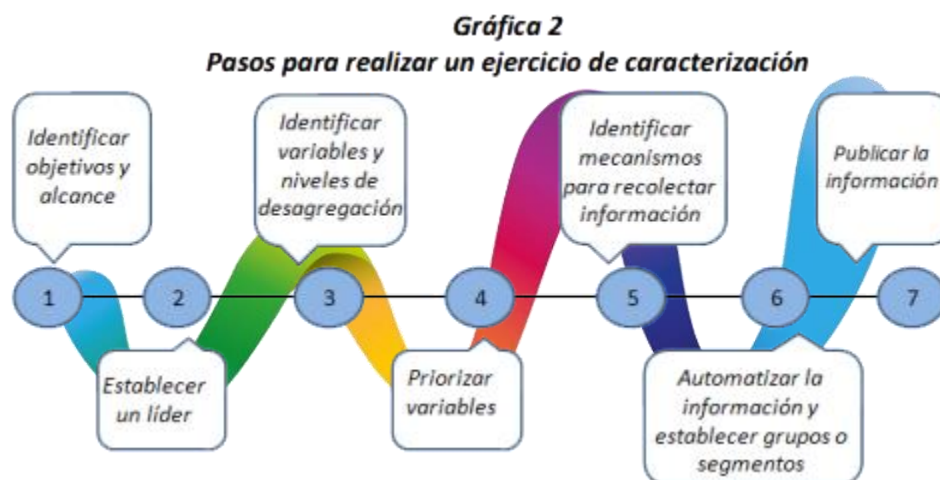 Gráfica 2
Pasos para realizar un ejercicio de caracterización
Identificar
objetivos y
alcance
Identificar
variables y
niveles de
desagregación
Identificar
mecanismos
para recolectar
información
Publicar la
información
1
2
3
4
5
6
7
Establecer
un líder
Priorizar
variables
Automatizar la
información y
establecer grupos o
segmentos